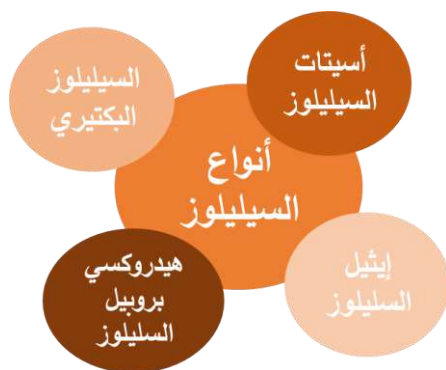 أسيتات
السيليلوز
السيليلوز
البكتيري
أنواع
السيليلوز
هيدروكسي
بروبيل
السليلوز
إيثيل
السليلوز